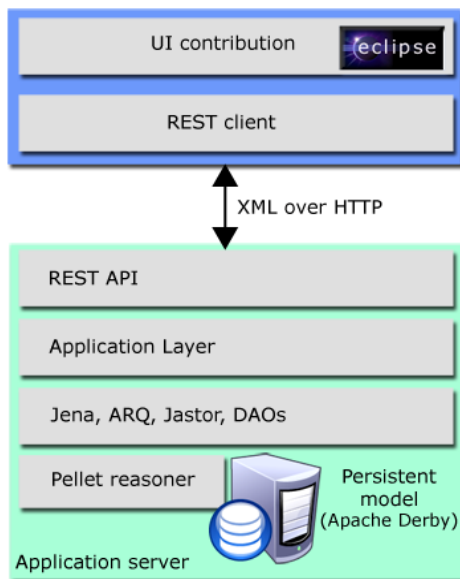 UI contribution
eclipse
REST client
XML over HTTP
REST API
Application Layer
Jena, ARQ, Jastor, DAOs
Pellet reasoner
Persistent
model
(Apache Derby)
Application server